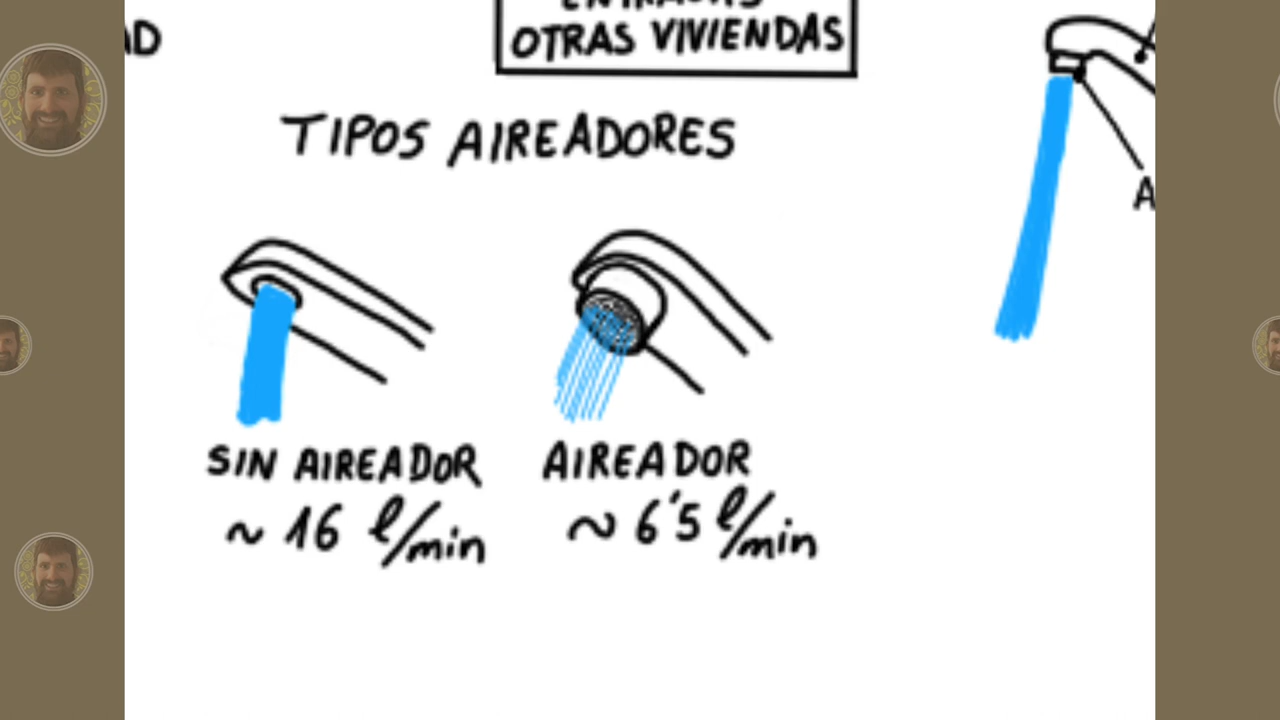 OTRAS VIVIENDAS
TIPOS AIREADORES
SIN AIREADOR
~ 16 l/min
AIREADOR
~ 6'5 l/min